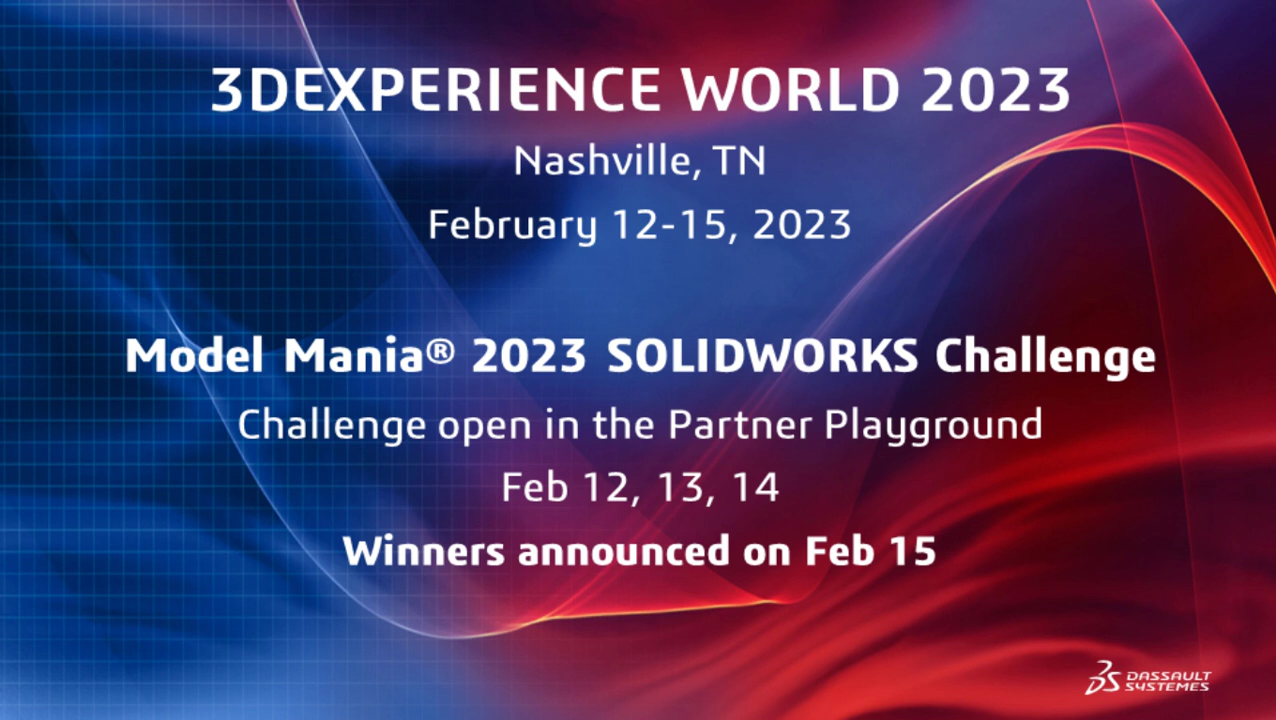 3DEXPERIENCE WORLD 2023
Nashville, TN
February 12-15, 2023
Model Mania® 2023 SOLIDWORKS Challenge
Challenge open in the Partner Playground
Feb 12, 13, 14
Winners announced on Feb 15
DASSAULT
SYSTEMES